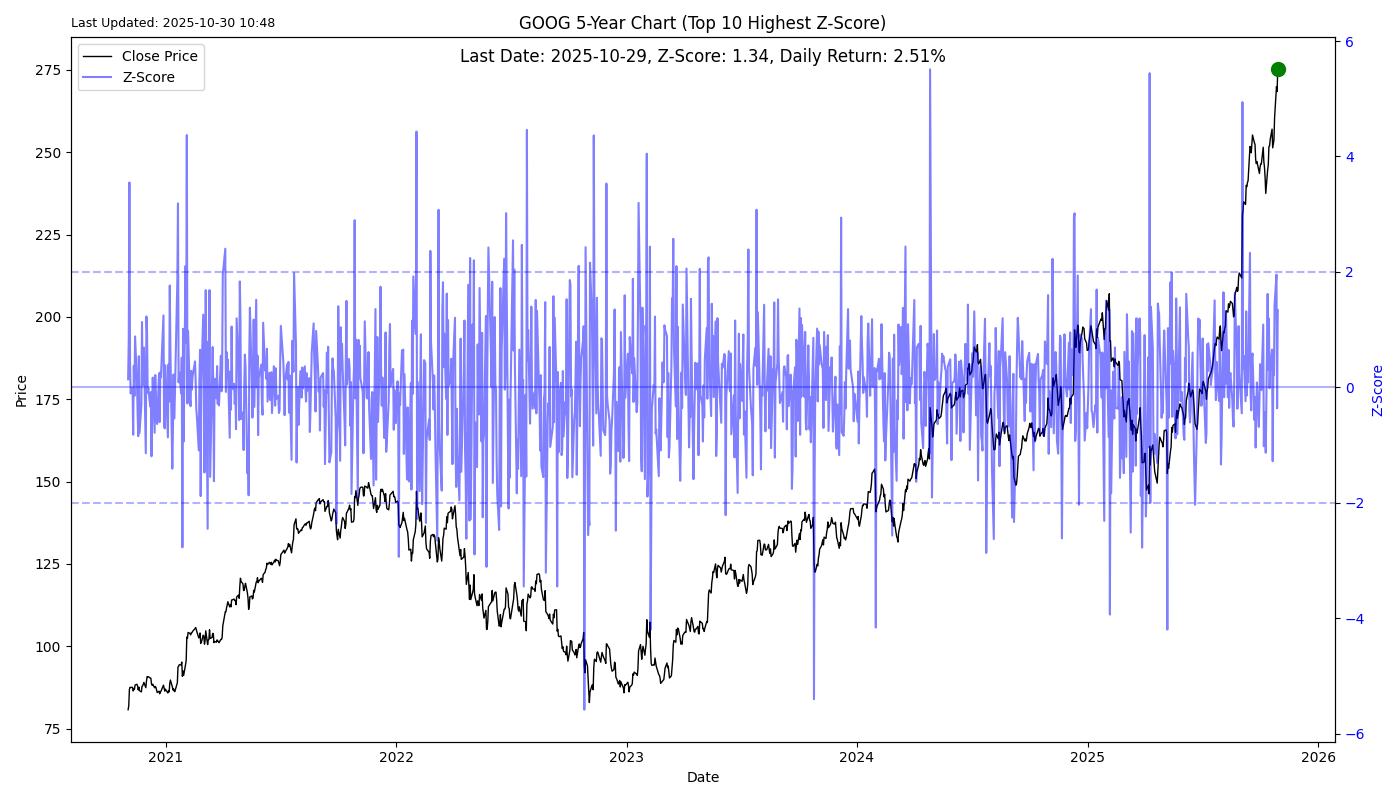 Last Updated: 2025-10-30 10:48
GOOG 5-Year Chart (Top 10 Highest Z-Score)
Last Date: 2025-10-29, Z-Score: 1.34, Daily Return: 2.51%
Close Price
Z-Score
275
250
225
200
175
150
125
100
75
Price
6
4
2
0
−2
−4
−6
Z-Score
2021
2022
2023
2024
2025
2026
Date